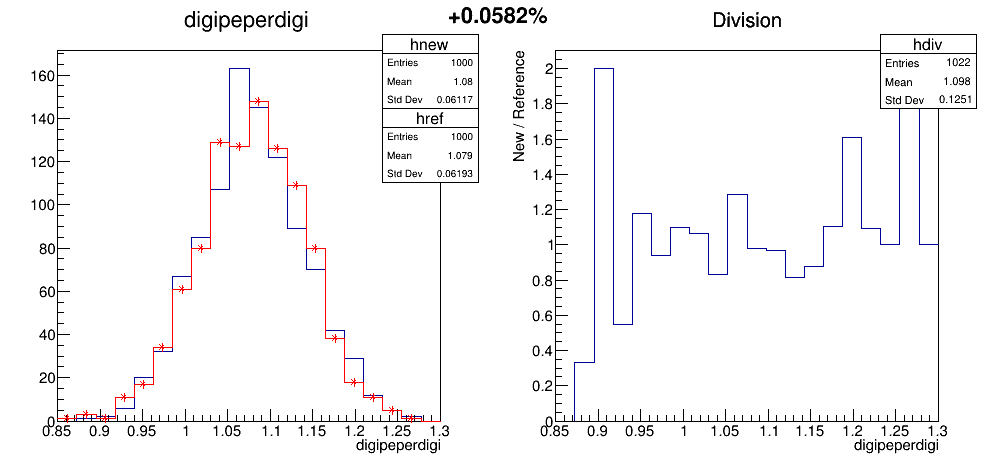 +0.0582%
digipeperdigi
hnew
Entries 1000
Mean 1.08
Std Dev 0.06117
href
Entries 1000
Mean 1.079
Std Dev 0.06193
160
140
120
100
80
60
40
20
0
0.85 0.9 0.95 1 1.05 1.1 1.15 1.2 1.25 1.3
digipeperdigi
Division
hdiv
Entries 1022
Mean 1.098
Std Dev 0.1251
New / Reference
2
1.8
1.6
1.4
1.2
1
0.8
0.6
0.4
0.2
0
0.85 0.9 0.95 1 1.05 1.1 1.15 1.2 1.25 1.3
digipeperdigi